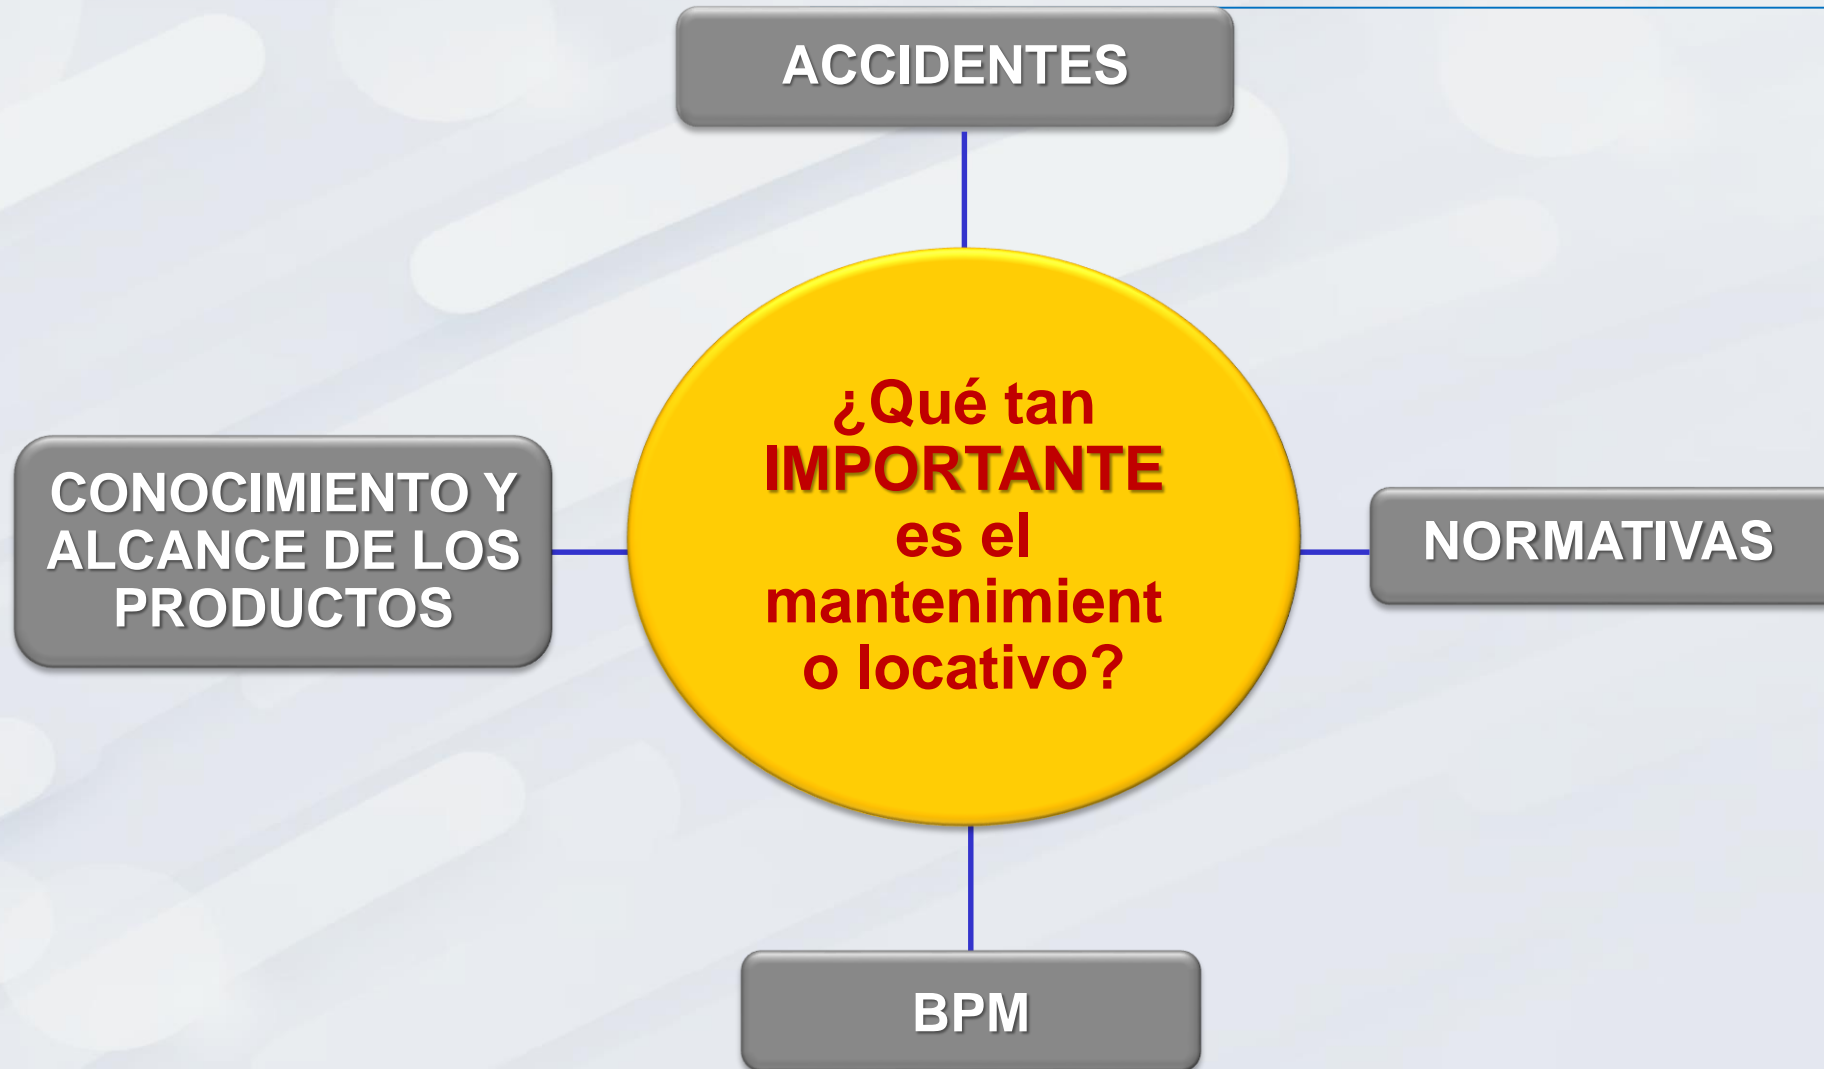 ACCIDENTES
¿Qué tan
IMPORTANTE
es el
mantenimient
o locativo?
CONOCIMIENTO Y
ALCANCE DE LOS
PRODUCTOS
NORMATIVAS
BPM